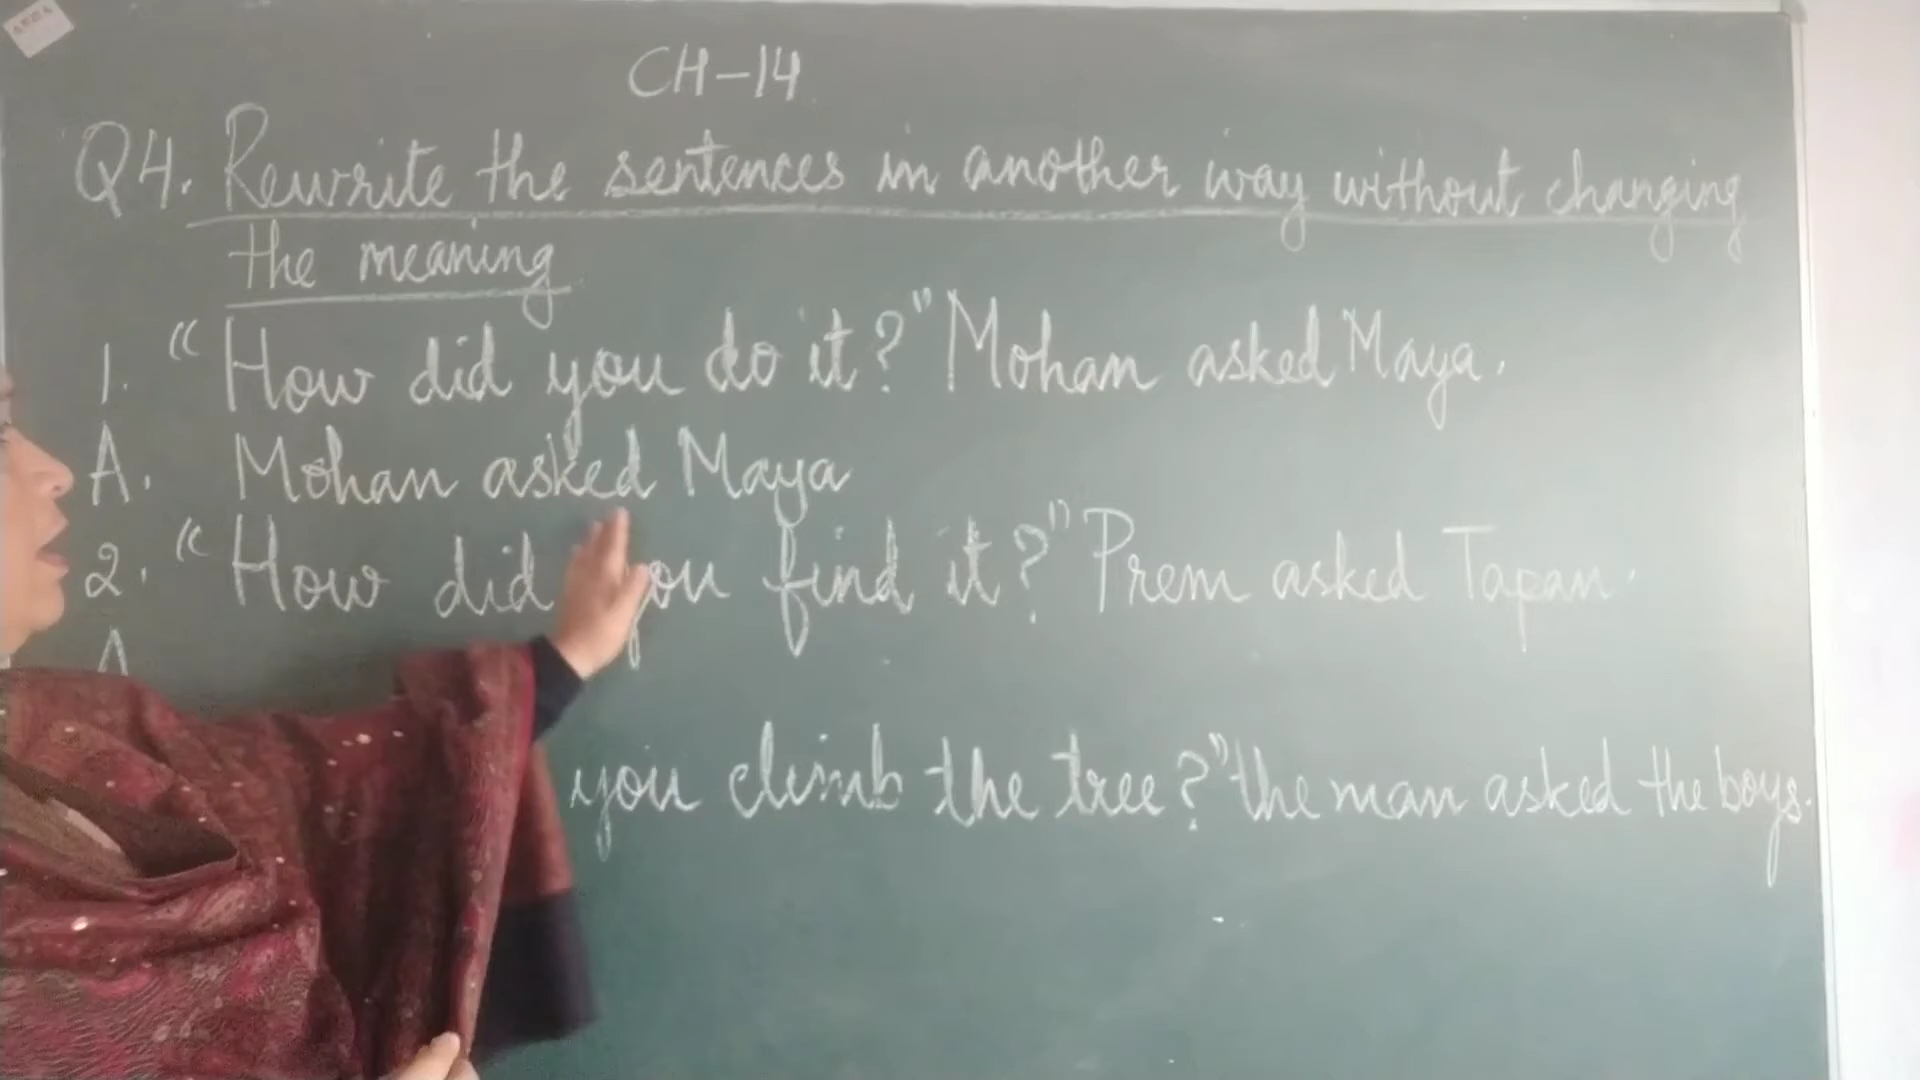 CH-14
Q4. Rewrite the sentences in another way without changing
the meaning
1. "How did you do it?" Mohan asked Maya.
A. Mohan asked Maya
2. "How did you find it?" Prem asked Tapan.
A
you climb the tree?" the man asked the boys.